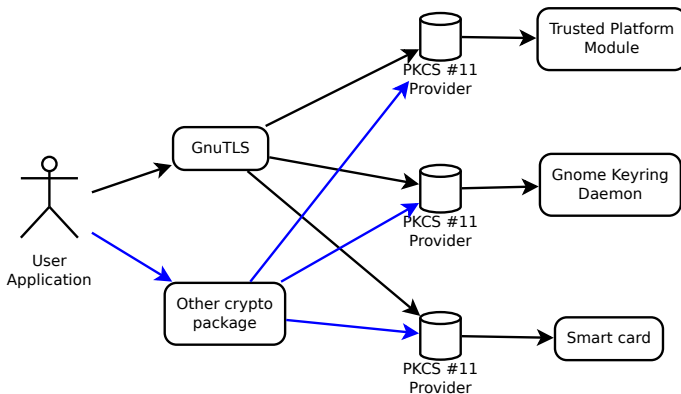 Trusted Platform
Module
PKCS #11
Provider
GnuTLS
Gnome Keyring
Daemon
PKCS #11
Provider
User
Application
Other crypto
package
Smart card
PKCS #11
Provider